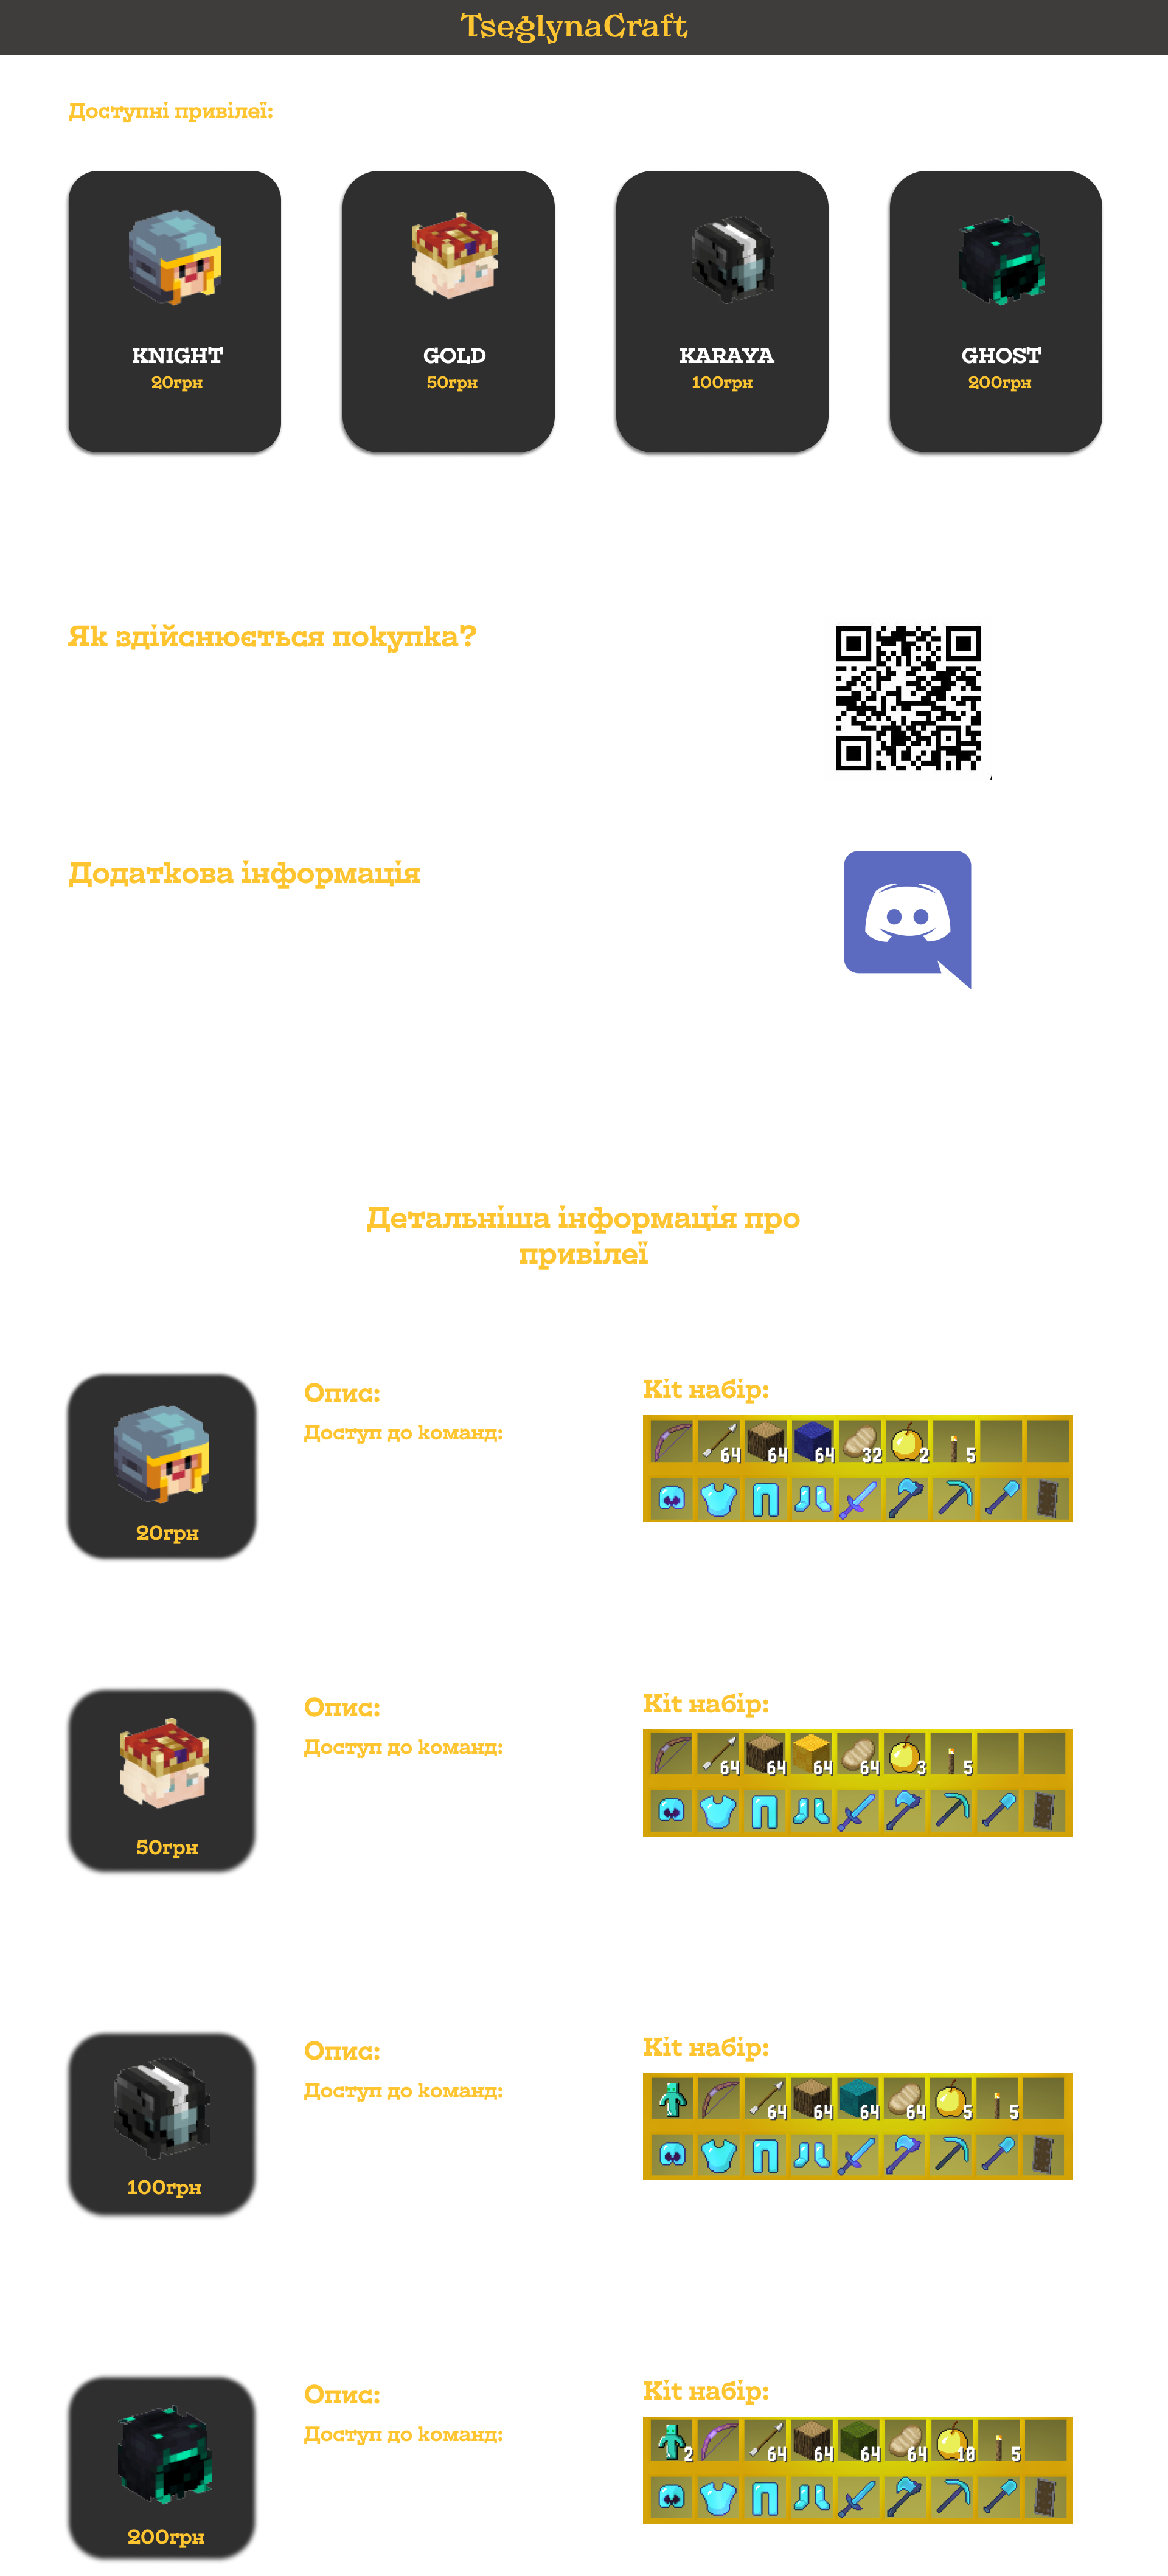 TseglynaCraft
Доступні привілеї:
KNIGHT
20грн
GOLD
50грн
KARAYA
100грн
GHOST
200грн
Як здійснюється покупка?
Додаткова інформація
Детальніша інформація про
привілеї
Опис:
Доступ до команд:
Кіт набір:
64 64 64 32 2 5
20грн
Опис:
Доступ до команд:
Кіт набір:
64 64 64 64 3 5
50грн
Опис:
Доступ до команд:
Кіт набір:
64 64 64 64 5 5
100грн
Опис:
Доступ до команд:
Кіт набір:
2 64 64 64 64 10 5
200грн